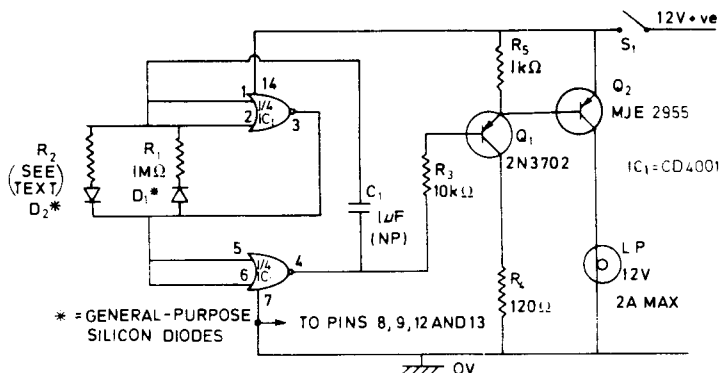 12V+ve
S1
R5
1kΩ
Q2
MJE 2955
14
1
2
1/4
IC1
3
R2
(SEE
TEXT)
D2*
R1
1MΩ
D1*
Q1
2N3702
IC1=CD4001
R3
10kΩ
C1
1µF
(NP)
5
6
1/4
IC1
4
7
LP
12V
2A MAX
R4
120Ω
* = GENERAL-PURPOSE
SILICON DIODES
TO PINS 8, 9, 12 AND 13
0V